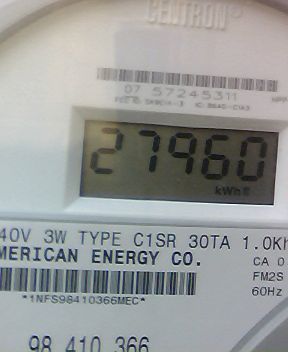 CENTRON®
07 57245311
27960
kWh
40V 3W TYPE C1SR 30TA 1.0Kh
MERICAN ENERGY CO.
CA 0
FM2S
60Hz
*1NFS98410366MEC*
98 410 366